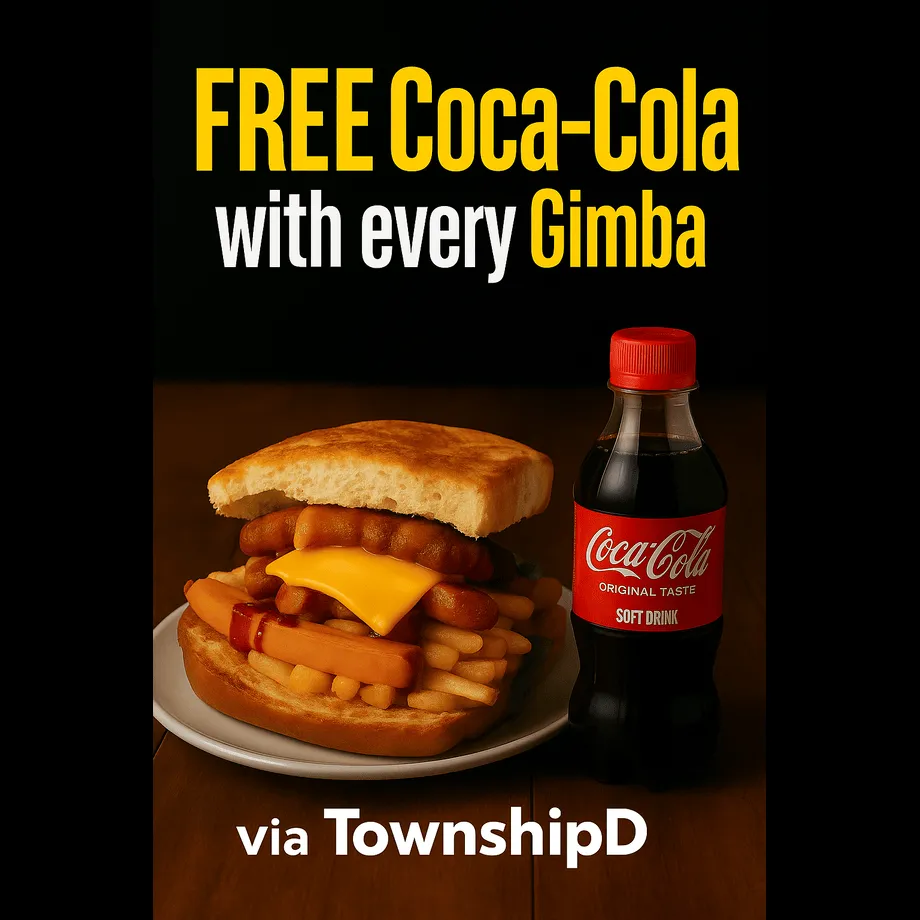 FREE Coca-Cola
with every Gimba
Coca-Cola
ORIGINAL TASTE
SOFT DRINK
via TownshipD